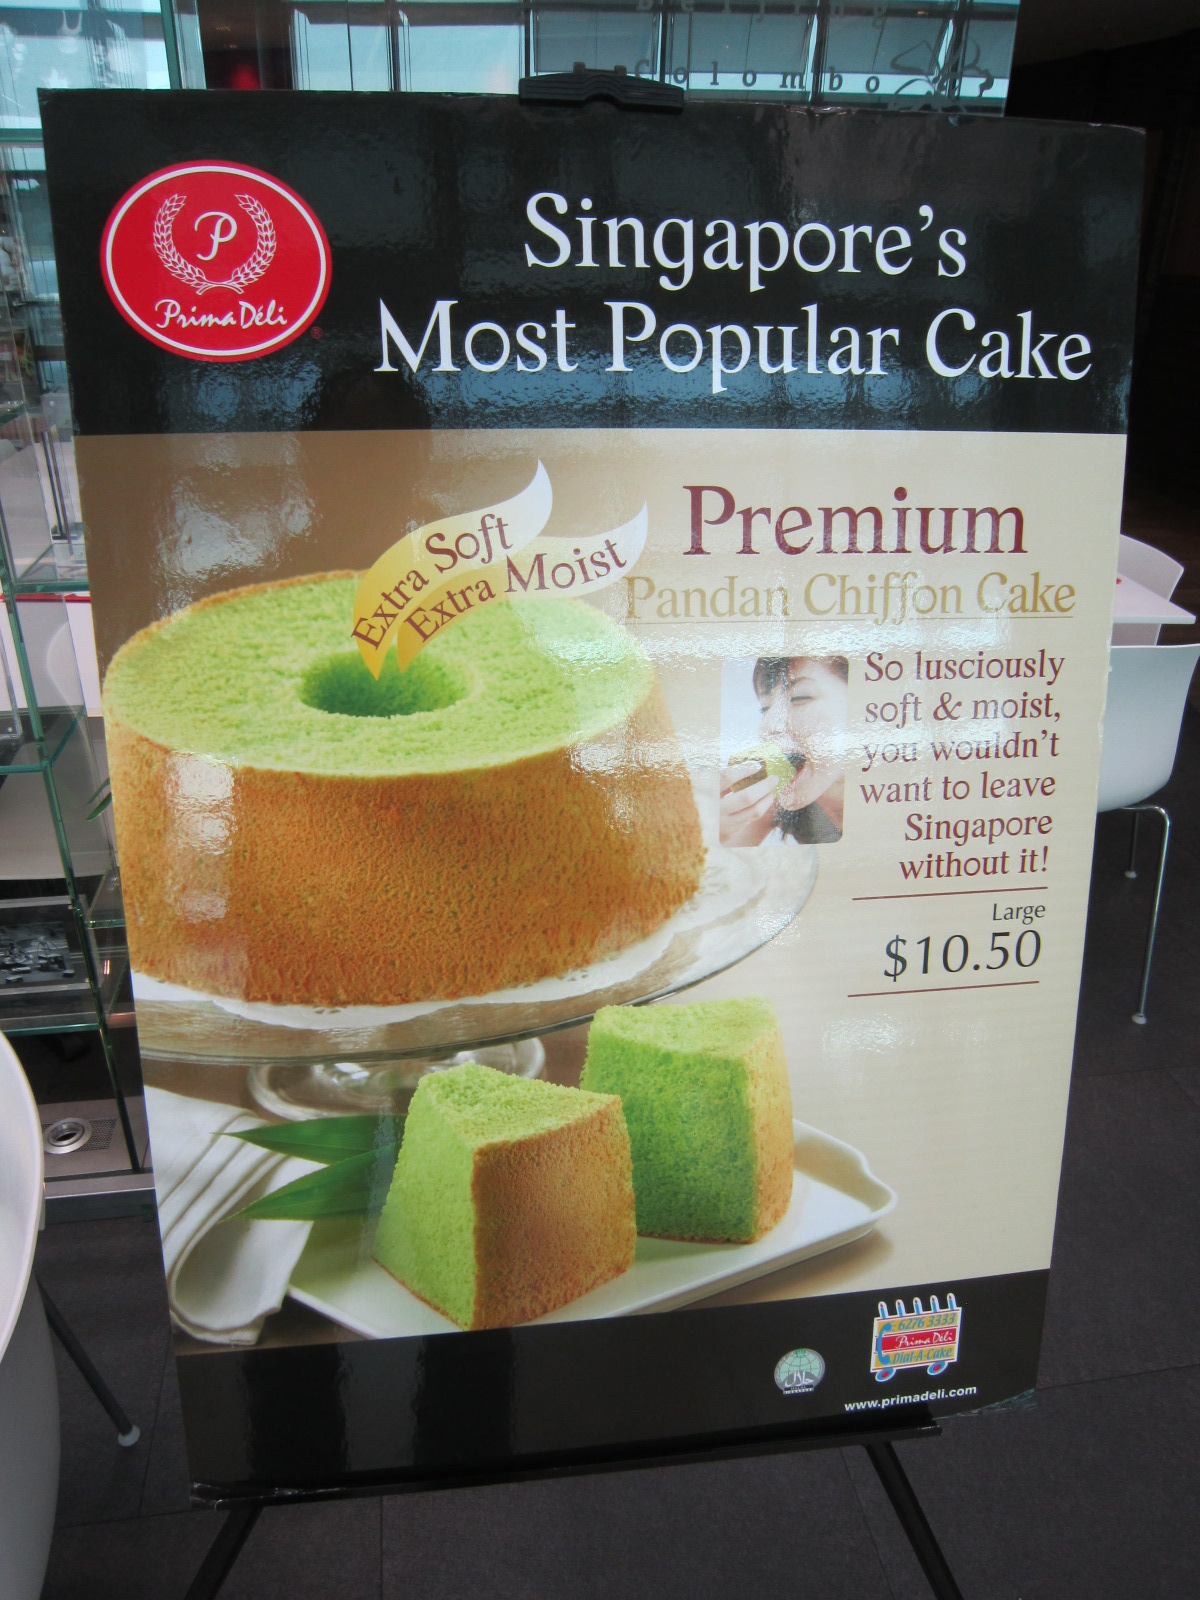 Colombo
P
Prima Déli
®
Singapore's
Most Popular Cake
Extra Soft
Extra Moist
Premium
Pandan Chiffon Cake
So lusciously
soft & moist,
you wouldn't
want to leave
Singapore
without it!
Large
$10.50
6276 3333
Prima Déli
Dial-A-Cake
www.primadeli.com